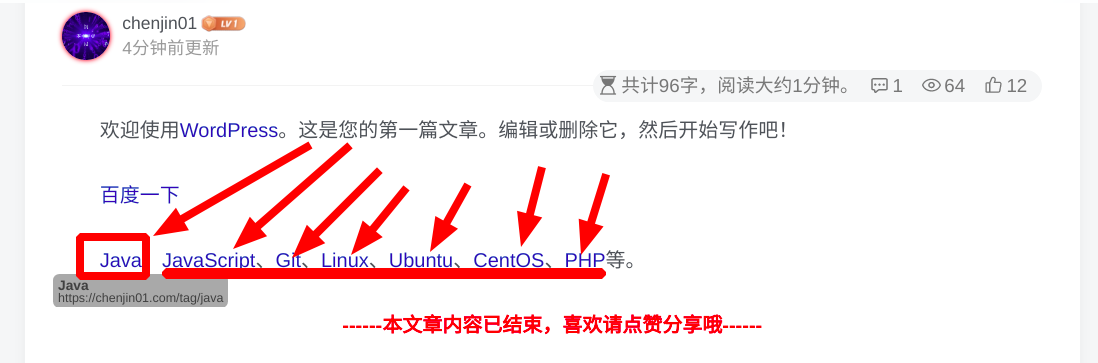 chenjin01 LV1
4分钟前更新
共计96字，阅读大约1分钟。 1 64 12
欢迎使用WordPress。这是您的第一篇文章。编辑或删除它，然后开始写作吧！
百度一下
Java JavaScript、Git、Linux、Ubuntu、CentOS、PHP等。
Java
https://chenjin01.com/tag/java
------本文章内容已结束，喜欢请点赞分享哦------